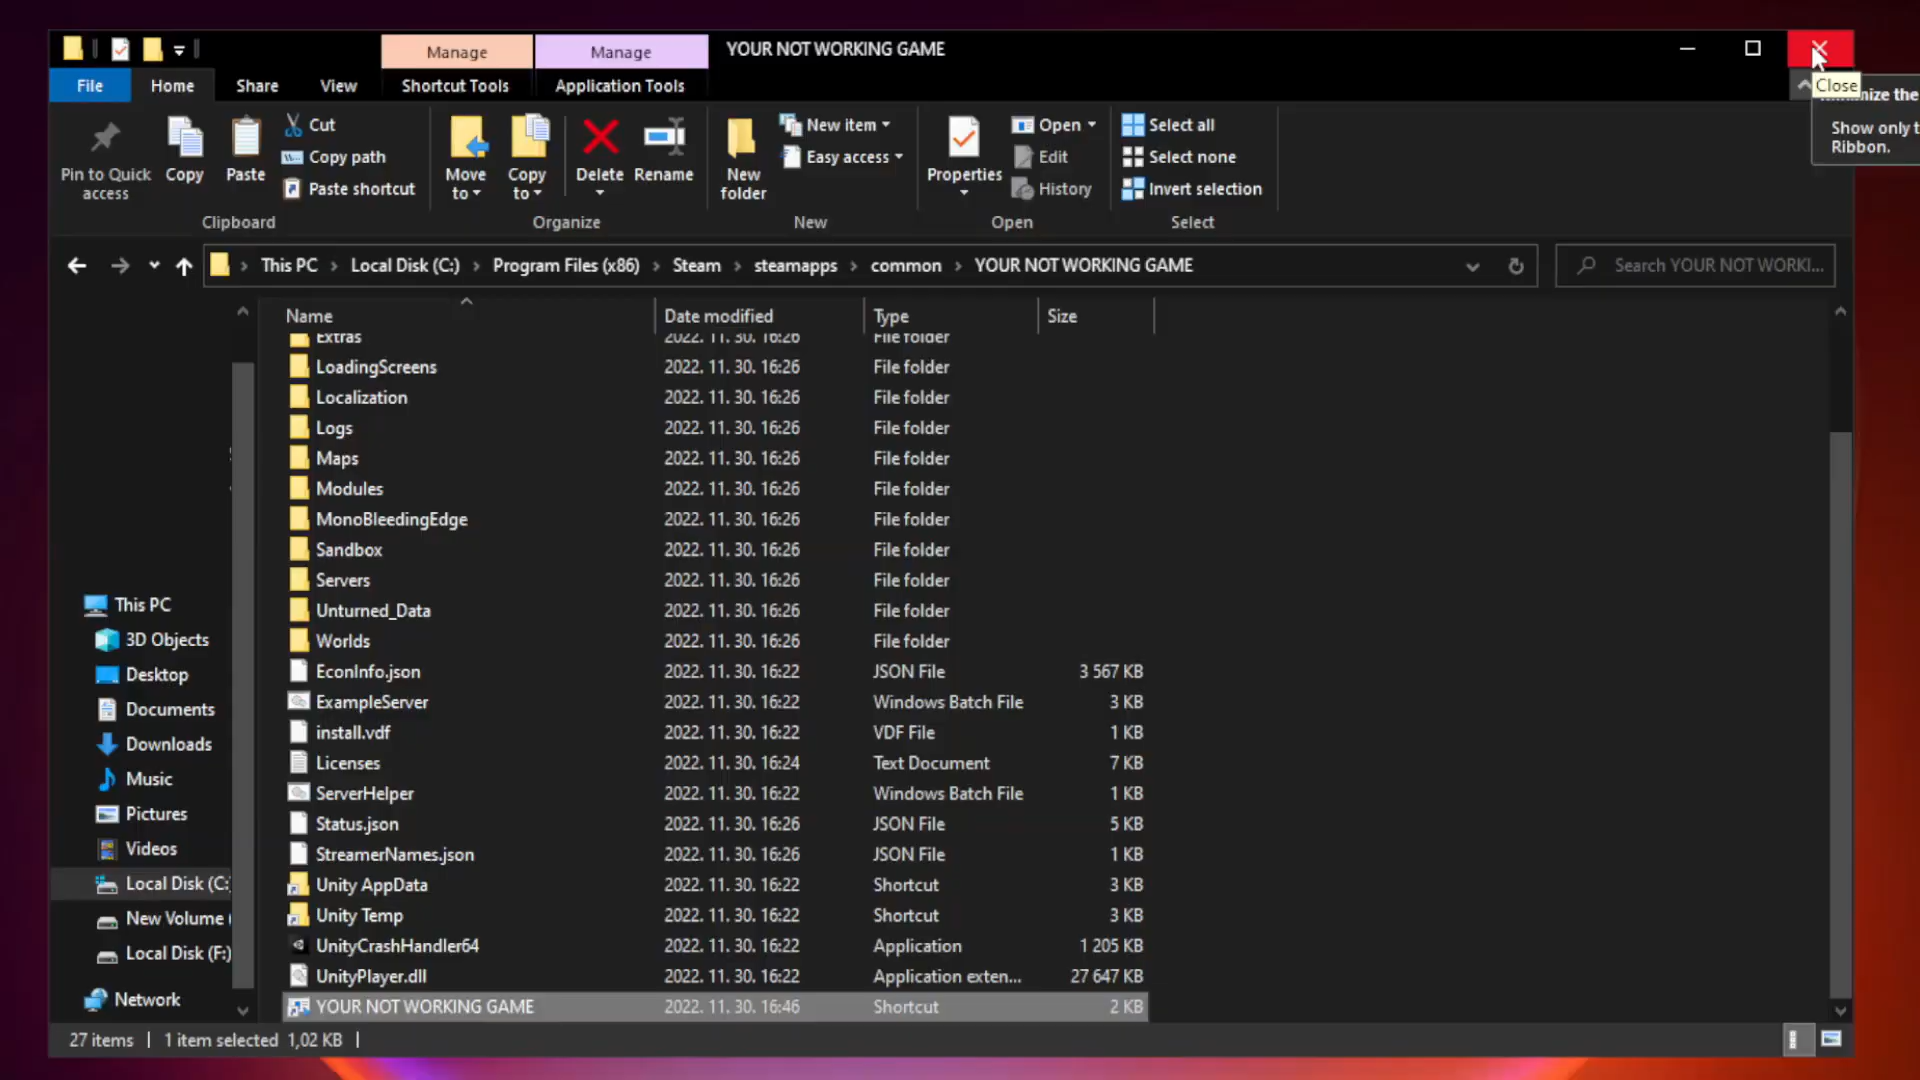 Manage
Manage
YOUR NOT WORKING GAME
File
Home
Share
View
Shortcut Tools
Application Tools
Close
Show only t
Ribbon.
Pin to Quick
access
Copy
Paste
Cut
Copy path
Paste shortcut
Clipboard
Move
to
Copy
to
Delete
Rename
Organize
New
folder
New item
Easy access
New
Properties
Open
Edit
History
Open
Select all
Select none
Invert selection
Select
This PC
Local Disk (C:)
Program Files (x86)
Steam
steamapps
common
YOUR NOT WORKING GAME
Search YOUR NOT WORKI...
Name Date modified Type Size
Extras 2022. 11. 30. 16:26 File folder
LoadingScreens 2022. 11. 30. 16:26 File folder
Localization 2022. 11. 30. 16:26 File folder
Logs 2022. 11. 30. 16:26 File folder
Maps 2022. 11. 30. 16:26 File folder
Modules 2022. 11. 30. 16:26 File folder
MonoBleedingEdge 2022. 11. 30. 16:26 File folder
Sandbox 2022. 11. 30. 16:26 File folder
Servers 2022. 11. 30. 16:26 File folder
Unturned_Data 2022. 11. 30. 16:26 File folder
Worlds 2022. 11. 30. 16:26 File folder
EconInfo.json 2022. 11. 30. 16:22 JSON File 3 567 KB
ExampleServer 2022. 11. 30. 16:22 Windows Batch File 3 KB
install.vdf 2022. 11. 30. 16:22 VDF File 1 KB
Licenses 2022. 11. 30. 16:24 Text Document 7 KB
ServerHelper 2022. 11. 30. 16:22 Windows Batch File 1 KB
Status.json 2022. 11. 30. 16:26 JSON File 5 KB
StreamerNames.json 2022. 11. 30. 16:26 JSON File 1 KB
Unity AppData 2022. 11. 30. 16:22 Shortcut 3 KB
Unity Temp 2022. 11. 30. 16:22 Shortcut 3 KB
UnityCrashHandler64 2022. 11. 30. 16:22 Application 1 205 KB
UnityPlayer.dll 2022. 11. 30. 16:22 Application exten... 27 647 KB
YOUR NOT WORKING GAME 2022. 11. 30. 16:46 Shortcut 2 KB
This PC
3D Objects
Desktop
Documents
Downloads
Music
Pictures
Videos
Local Disk (C:
New Volume (
Local Disk (F:)
Network
27 items
1 item selected 1,02 KB